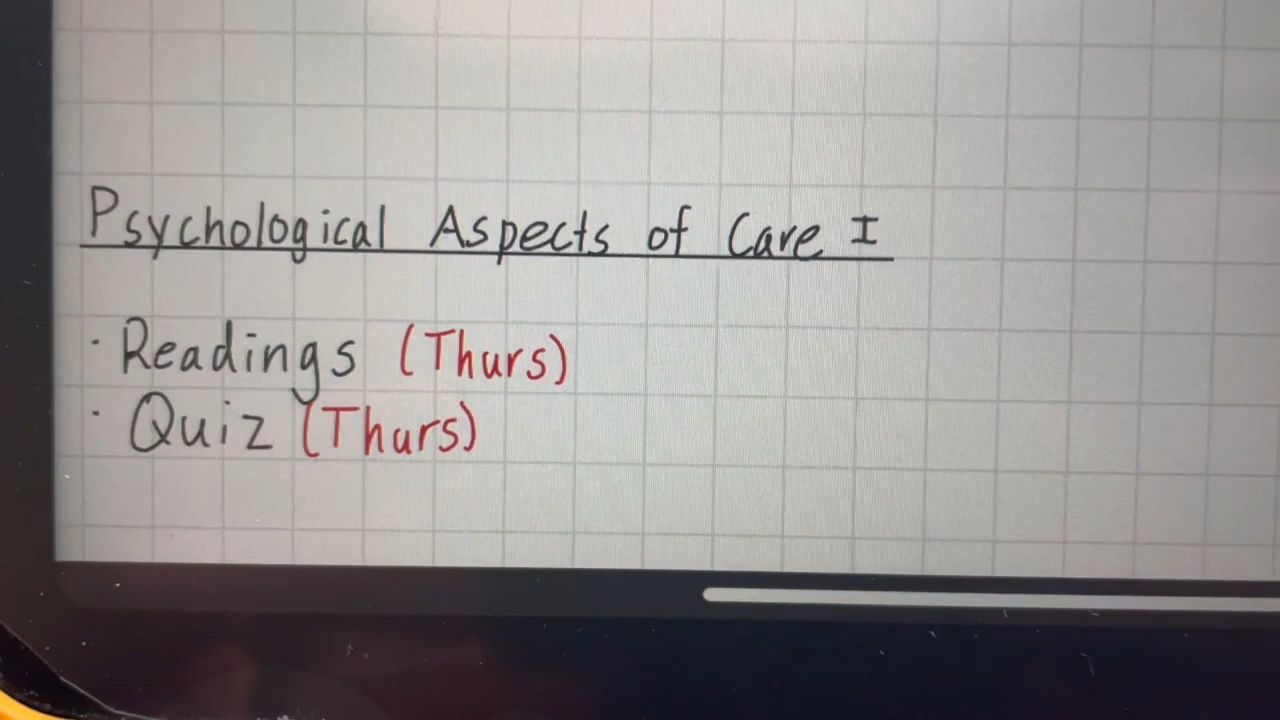 Psychological Aspects of Care I
· Readings (Thurs)
· Quiz (Thurs)